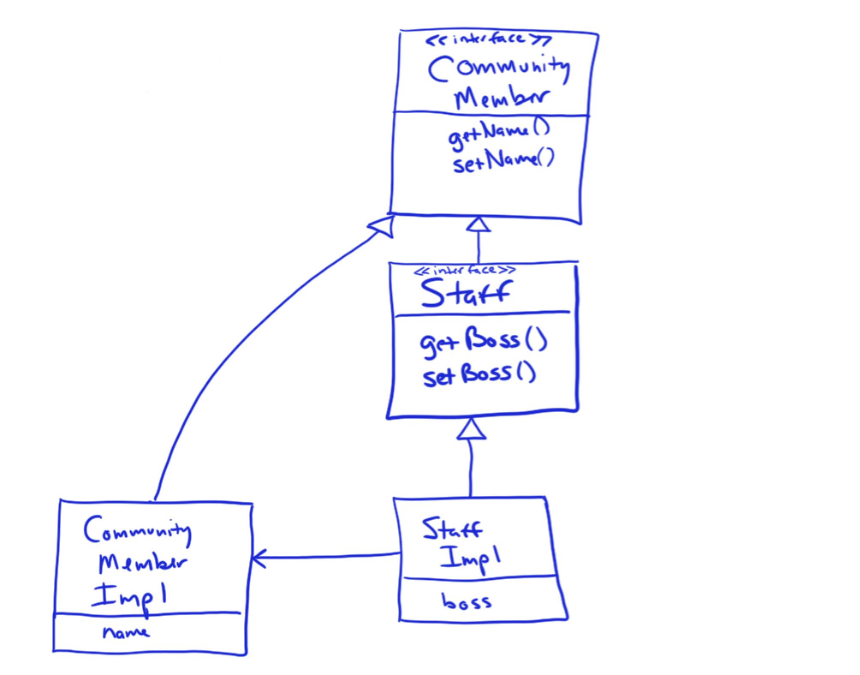 <<interface>>
Community
Member
getName()
setName()
<<interface>>
Staff
getBoss()
setBoss()
Community
Member
Impl
name
Staff
Impl
boss